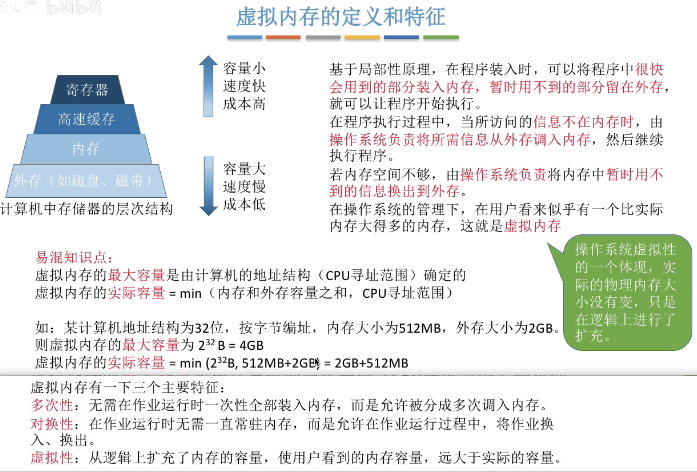 虚拟内存的定义和特征
寄存器
高速缓存
内存
外存（如磁盘、磁带）
计算机中存储器的层次结构
容量小
速度快
成本高
容量大
速度慢
成本低
基于局部性原理，在程序装入时，可以将程序中很快
会用到的部分装入内存，暂时用不到的部分留在外存，
就可以让程序开始执行。
在程序执行过程中，当所访问的信息不在内存时，由
操作系统负责将所需信息从外存调入内存，然后继续
执行程序。
若内存空间不够，由操作系统负责将内存中暂时用不
到的信息换出到外存。
在操作系统的管理下，在用户看来似乎有一个比实际
内存大得多的内存，这就是虚拟内存
操作系统虚拟性
的一个体现，实
际的物理内存大
小没有变，只是
在逻辑上进行了
扩充。
易混知识点：
虚拟内存的最大容量是由计算机的地址结构（CPU寻址范围）确定的
虚拟内存的实际容量 = min（内存和外存容量之和，CPU寻址范围）
如：某计算机地址结构为32位，按字节编址，内存大小为512MB，外存大小为2GB。
则虚拟内存的最大容量为 2³² B = 4GB
虚拟内存的实际容量 = min (2³²B, 512MB+2GB) = 2GB+512MB
虚拟内存有一下三个主要特征：
多次性：无需在作业运行时一次性全部装入内存，而是允许被分成多次调入内存。
对换性：在作业运行时无需一直常驻内存，而是允许在作业运行过程中，将作业换
入、换出。
虚拟性：从逻辑上扩充了内存的容量，使用户看到的内存容量，远大于实际的容量。